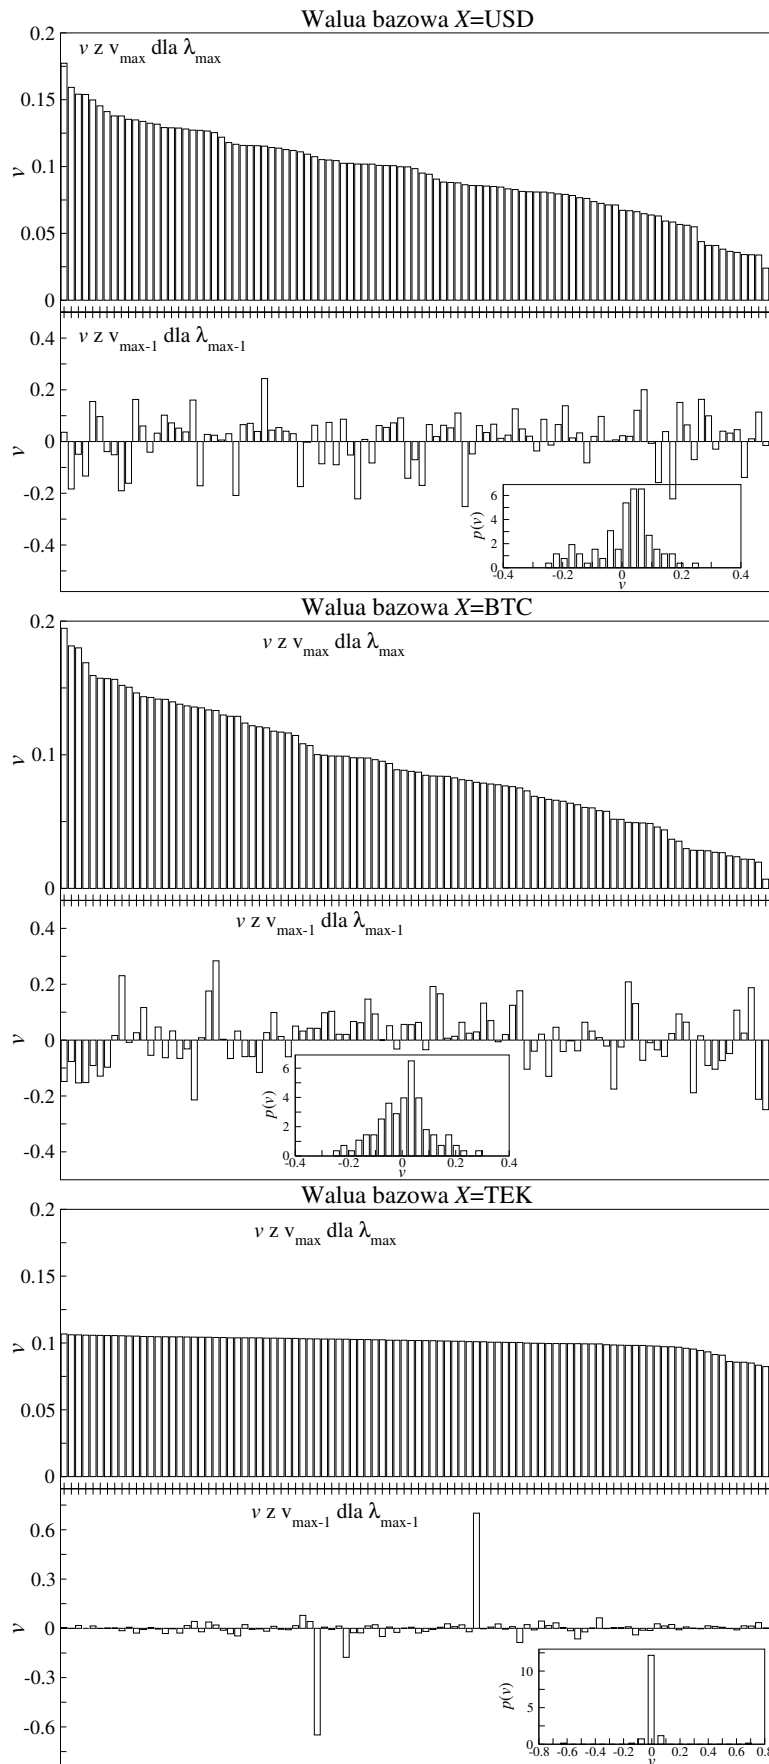 Walua bazowa X=USD
0.2
v z v_max dla λ_max
0.15
0.1
v
0.05
0
v z v_max-1 dla λ_max-1
0.4
0.2
0
v
-0.2
-0.4
6
4
2
0
p(v)
-0.4 -0.2 0 0.2 0.4
v
Walua bazowa X=BTC
0.2
v z v_max dla λ_max
0.1
v
0
v z v_max-1 dla λ_max-1
0.4
0.2
0
v
-0.2
-0.4
6
4
2
0
p(v)
-0.4 -0.2 0 0.2 0.4
v
Walua bazowa X=TEK
0.2
v z v_max dla λ_max
0.15
0.1
v
0.05
0
v z v_max-1 dla λ_max-1
0.6
0.3
0
v
-0.3
-0.6
10
5
0
p(v)
-0.8 -0.6 -0.4 -0.2 0 0.2 0.4 0.6 0.8
v